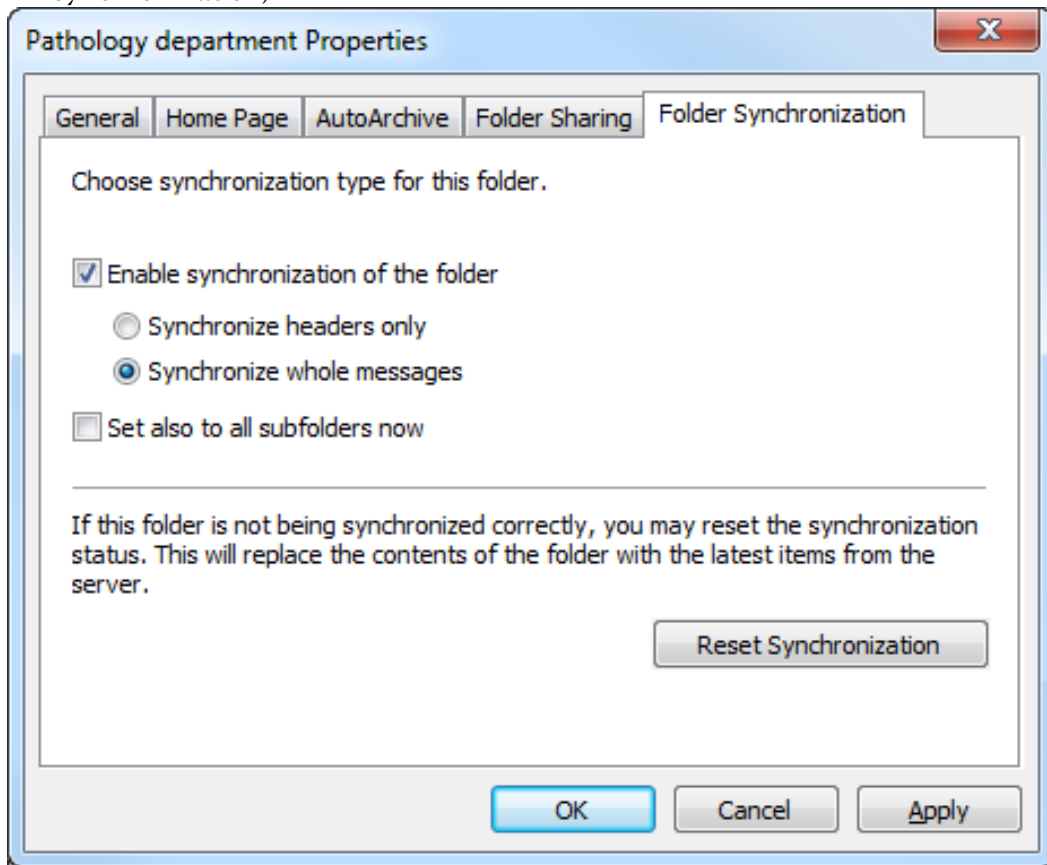 Pathology department Properties
General Home Page AutoArchive Folder Sharing Folder Synchronization
Choose synchronization type for this folder.
Enable synchronization of the folder
Synchronize headers only
Synchronize whole messages
Set also to all subfolders now
If this folder is not being synchronized correctly, you may reset the synchronization
status. This will replace the contents of the folder with the latest items from the
server.
Reset Synchronization
OK Cancel Apply